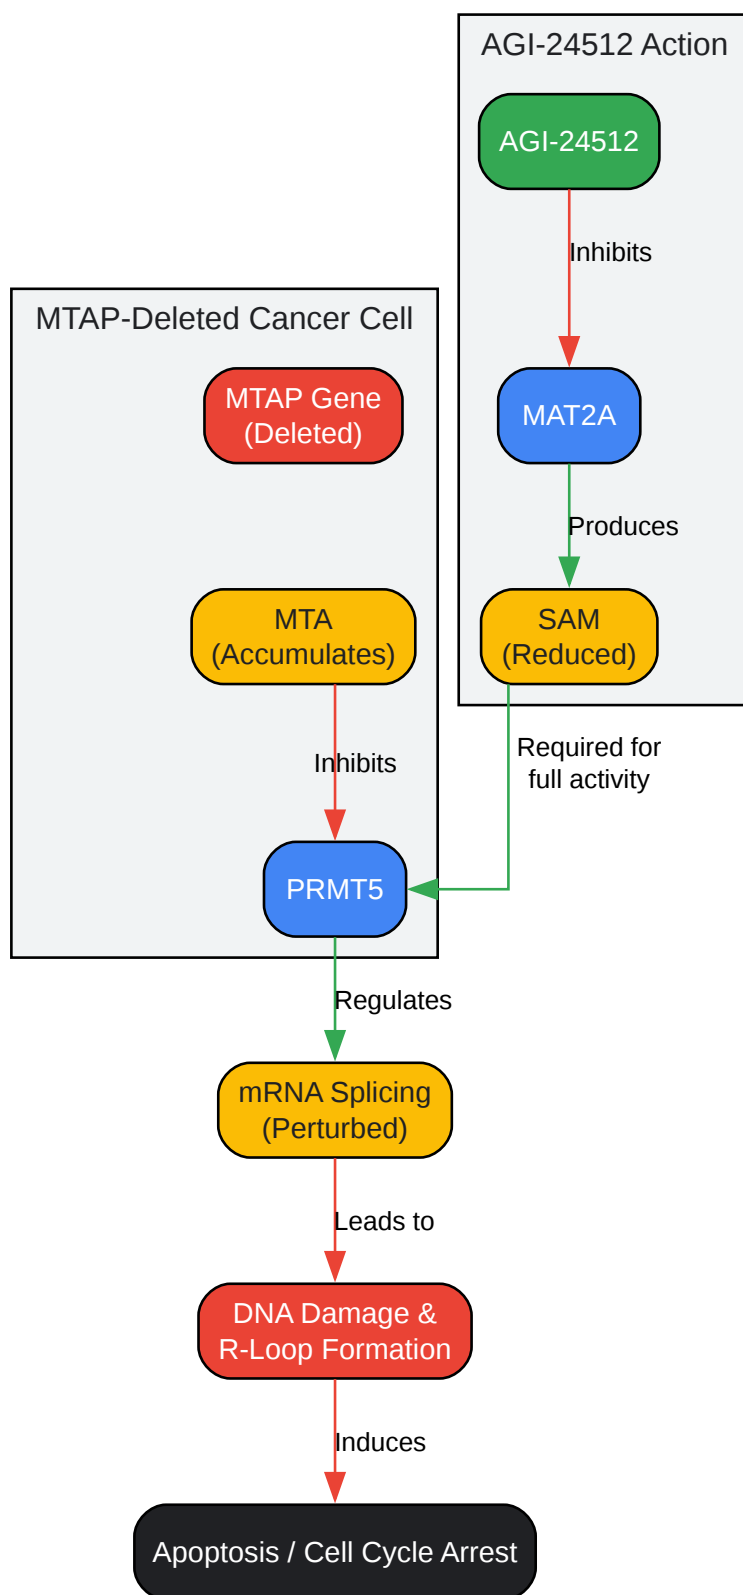 AGI-24512 Action
AGI-24512
Inhibits
MTAP-Deleted Cancer Cell
MTAP Gene
(Deleted)
MAT2A
Produces
MTA
(Accumulates)
SAM
(Reduced)
Inhibits
Required for
full activity
PRMT5
Regulates
mRNA Splicing
(Perturbed)
Leads to
DNA Damage &
R-Loop Formation
Induces
Apoptosis / Cell Cycle Arrest